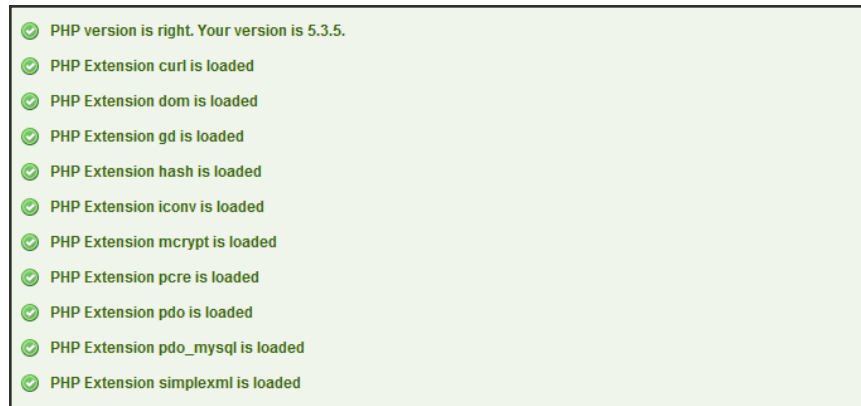 PHP version is right. Your version is 5.3.5.
PHP Extension curl is loaded
PHP Extension dom is loaded
PHP Extension gd is loaded
PHP Extension hash is loaded
PHP Extension iconv is loaded
PHP Extension mcrypt is loaded
PHP Extension pcre is loaded
PHP Extension pdo is loaded
PHP Extension pdo_mysql is loaded
PHP Extension simplexml is loaded